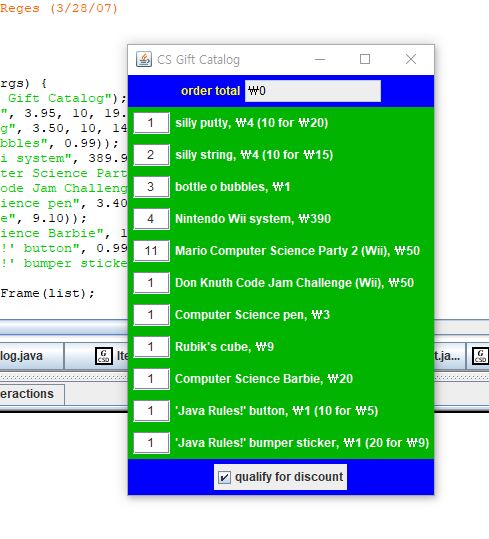 Reges (3/28/07)
CS Gift Catalog
order total ₩0
rgs) {
Gift Catalog");
", 3.95, 10, 19.
g", 3.50, 10, 14
bbles", 0.99));
i system", 389.9
ter Science Part
ode Jam Challeng
ience pen", 3.40
e", 9.10));
ience Barbie", 1
!' button", 0.99
!' bumper sticke
Frame(list);
1 silly putty, ₩4 (10 for ₩20)
2 silly string, ₩4 (10 for ₩15)
3 bottle o bubbles, ₩1
4 Nintendo Wii system, ₩390
11 Mario Computer Science Party 2 (Wii), ₩50
1 Don Knuth Code Jam Challenge (Wii), ₩50
1 Computer Science pen, ₩3
1 Rubik's cube, ₩9
1 Computer Science Barbie, ₩20
1 'Java Rules!' button, ₩1 (10 for ₩5)
1 'Java Rules!' bumper sticker, ₩1 (20 for ₩9)
qualify for discount
log.java
Ite
t.ja...
eractions